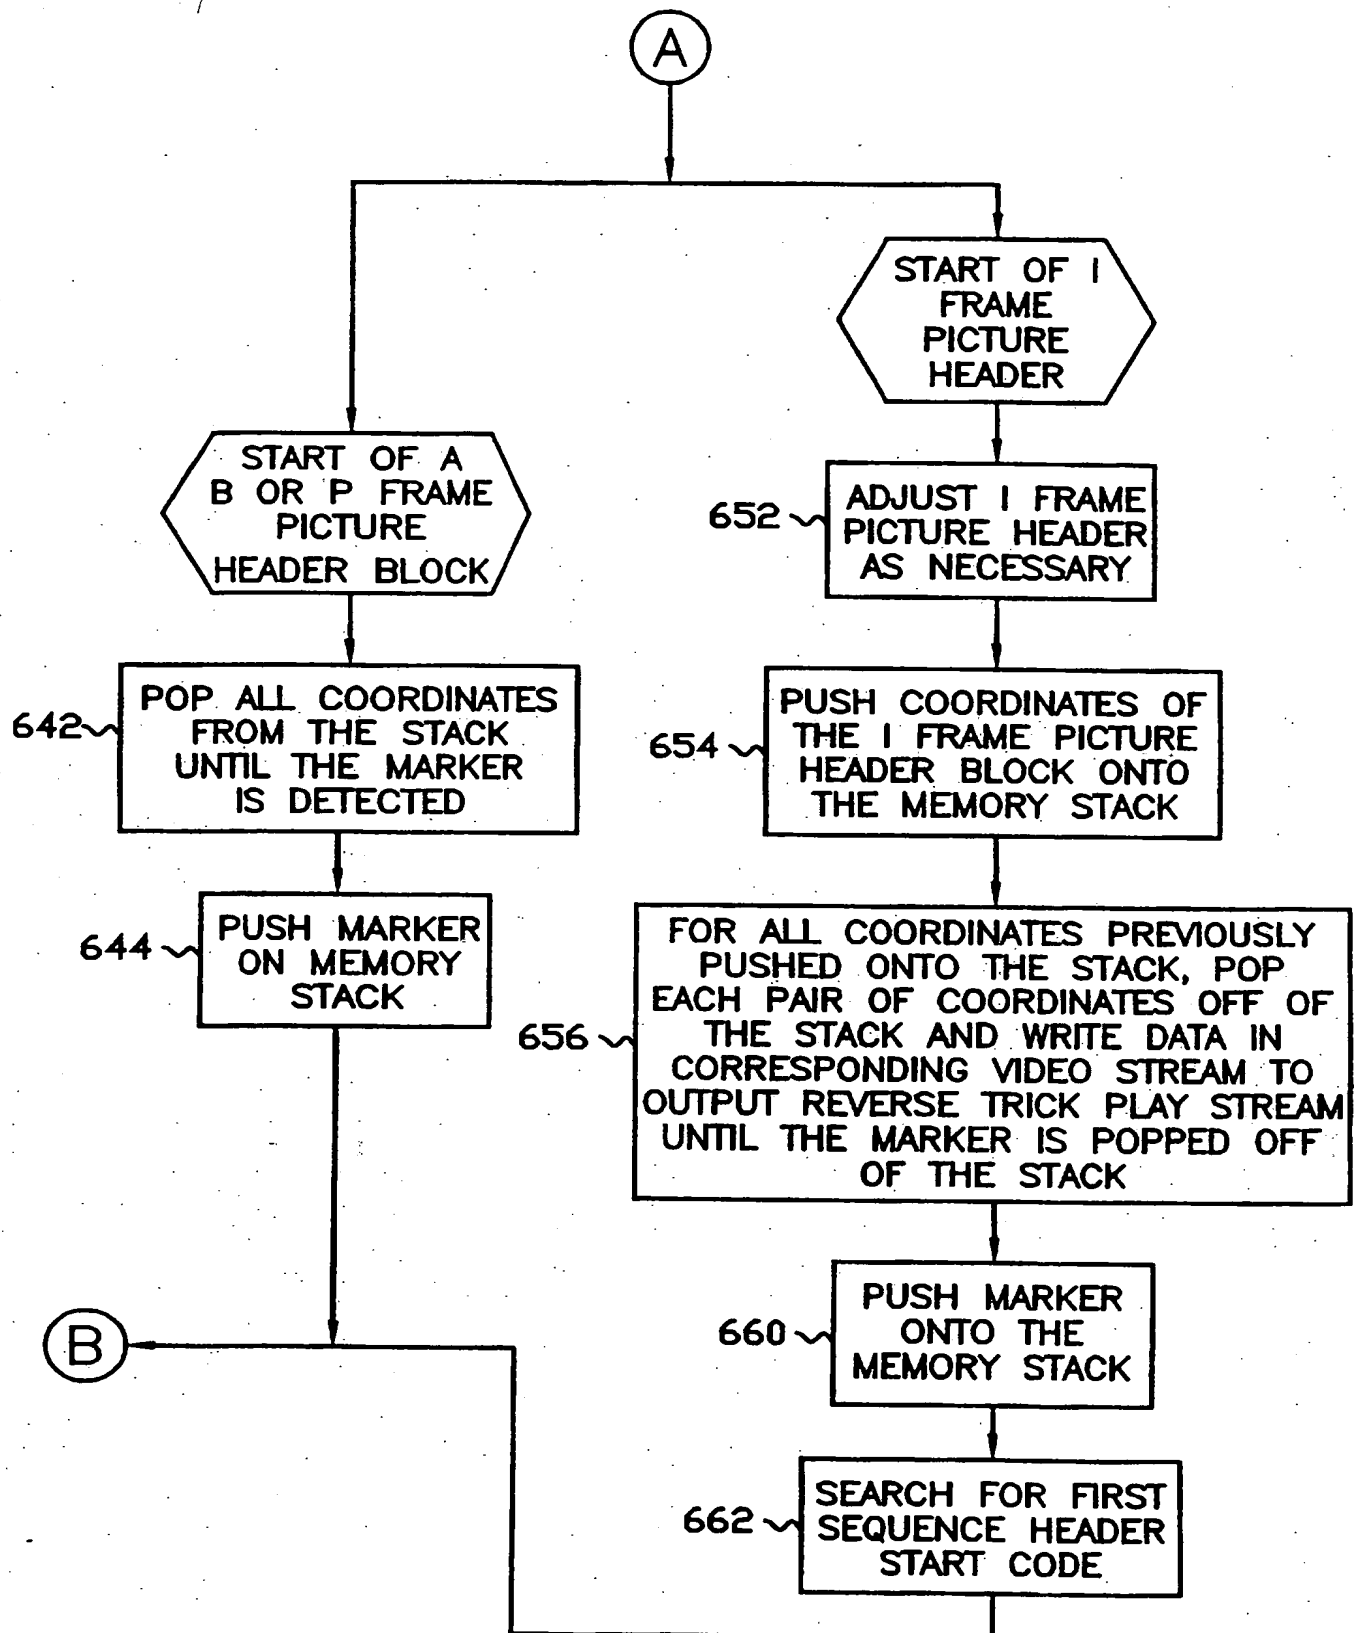 A
START OF I
FRAME
PICTURE
HEADER
START OF A
B OR P FRAME
PICTURE
HEADER BLOCK
652
ADJUST I FRAME
PICTURE HEADER
AS NECESSARY
642
POP ALL COORDINATES
FROM THE STACK
UNTIL THE MARKER
IS DETECTED
654
PUSH COORDINATES OF
THE I FRAME PICTURE
HEADER BLOCK ONTO
THE MEMORY STACK
644
PUSH MARKER
ON MEMORY
STACK
656
FOR ALL COORDINATES PREVIOUSLY
PUSHED ONTO THE STACK, POP
EACH PAIR OF COORDINATES OFF OF
THE STACK AND WRITE DATA IN
CORRESPONDING VIDEO STREAM TO
OUTPUT REVERSE TRICK PLAY STREAM
UNTIL THE MARKER IS POPPED OFF
OF THE STACK
B
660
PUSH MARKER
ONTO THE
MEMORY STACK
662
SEARCH FOR FIRST
SEQUENCE HEADER
START CODE